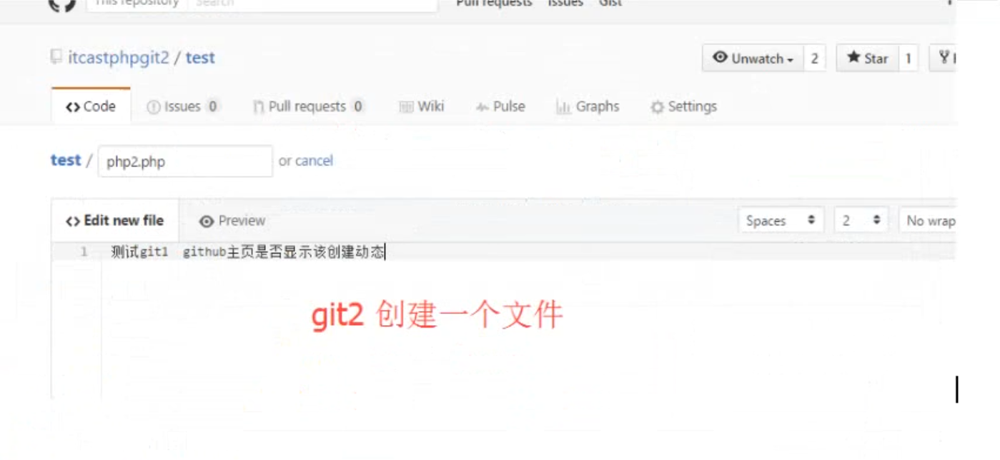 This repository Search Pull requests Issues Gist
itcastphpgit2 / test Unwatch 2 Star 1
Code Issues 0 Pull requests 0 Wiki Pulse Graphs Settings
test / php2.php or cancel
Edit new file Preview Spaces 2 No wrap
1 测试git1 github主页是否显示该创建动态
git2 创建一个文件